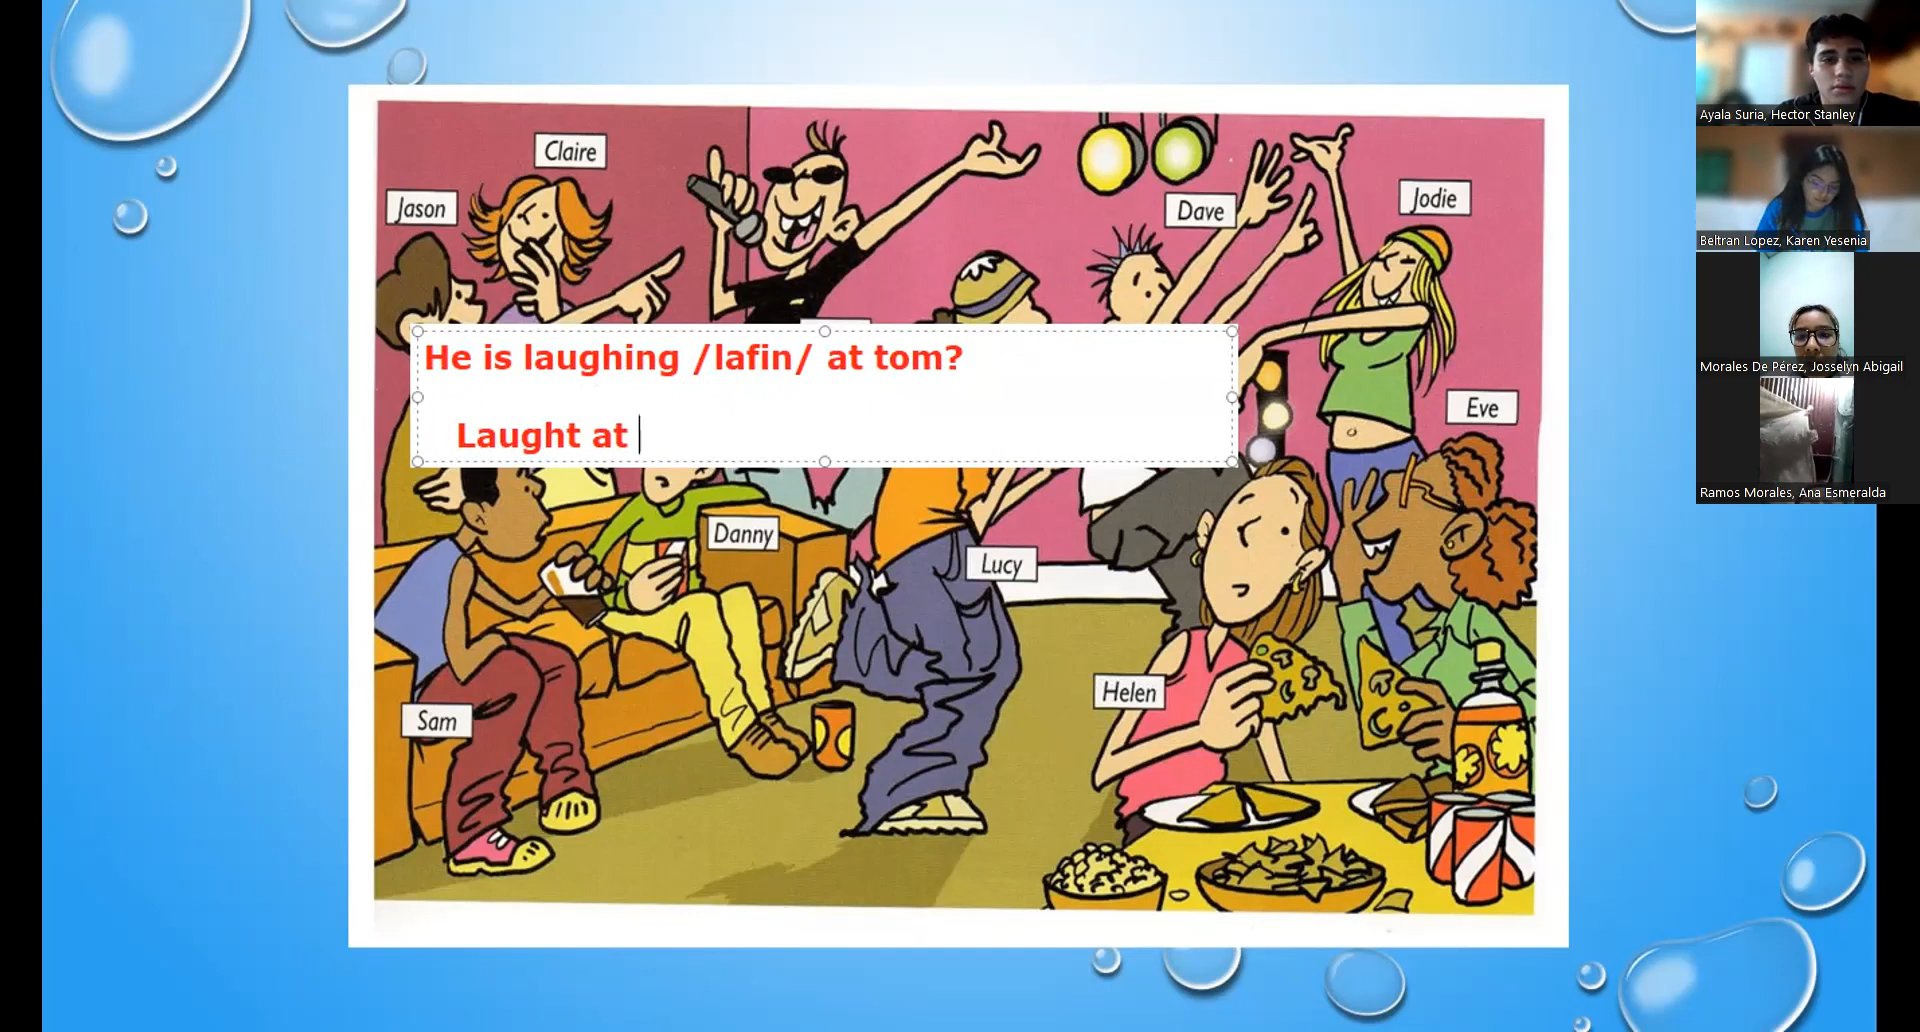 Claire
Jason
Dave
Jodie
He is laughing /lafin/ at tom?
Laught at
Eve
Danny
Lucy
Helen
Sam
Ayala Suria, Hector Stanley
Beltran Lopez, Karen Yesenia
Morales De Pérez, Josselyn Abigail
Ramos Morales, Ana Esmeralda